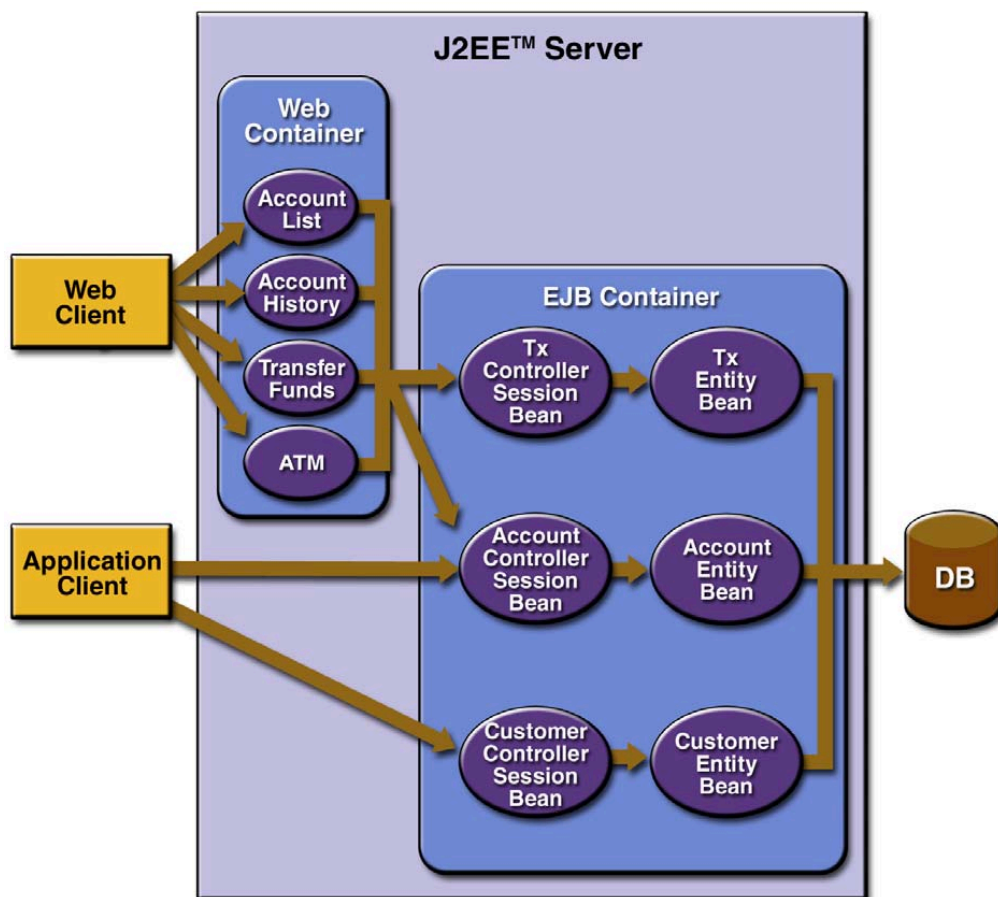 J2EE™ Server
Web
Container
Account
List
Account
History
Transfer
Funds
ATM
Web
Client
Application
Client
EJB Container
Tx
Controller
Session
Bean
Tx
Entity
Bean
Account
Controller
Session
Bean
Account
Entity
Bean
Customer
Controller
Session
Bean
Customer
Entity
Bean
DB